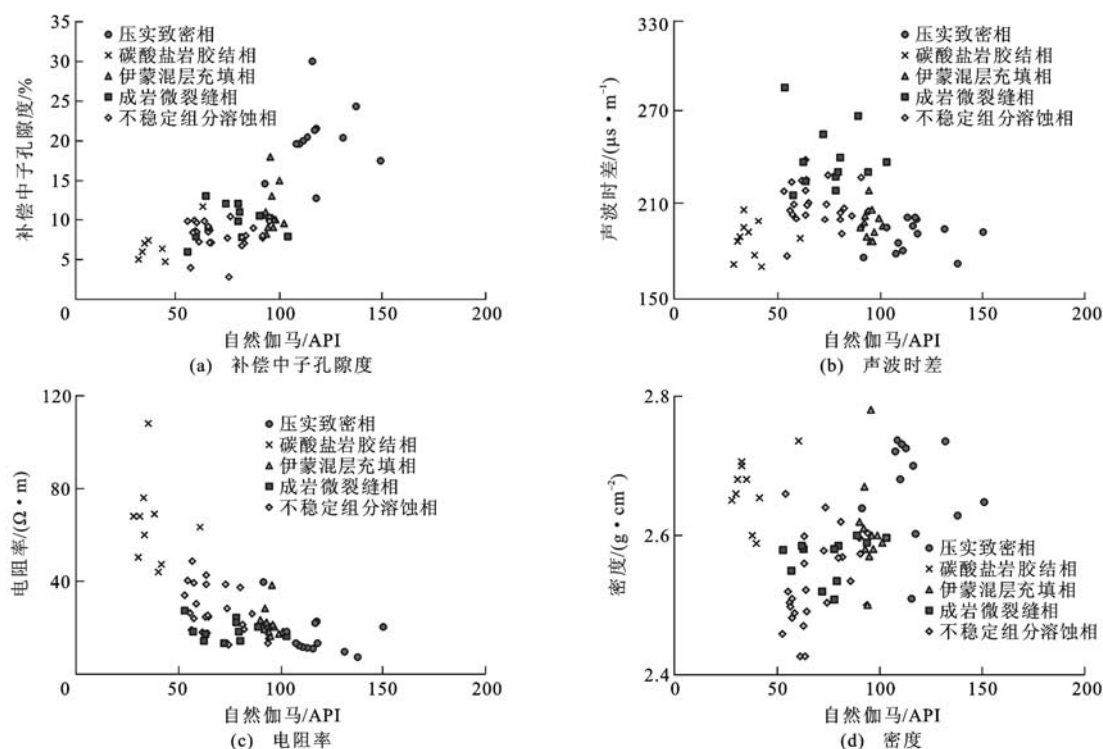 35
30
25
20
15
10
5
0
50
100
150
200
补偿中子孔隙度/%
压实致密相
碳酸盐岩胶结相
伊蒙混层充填相
成岩微裂缝相
不稳定组分溶蚀相
自然伽马/API
(a) 补偿中子孔隙度
330
270
210
150
0
50
100
150
200
声波时差/(μs·m⁻¹)
压实致密相
碳酸盐岩胶结相
伊蒙混层充填相
成岩微裂缝相
不稳定组分溶蚀相
自然伽马/API
(b) 声波时差
120
80
40
0
50
100
150
200
电阻率/(Ω·m)
压实致密相
碳酸盐岩胶结相
伊蒙混层充填相
成岩微裂缝相
不稳定组分溶蚀相
自然伽马/API
(c) 电阻率
2.8
2.6
2.4
0
50
100
150
200
密度/(g·cm⁻²)
压实致密相
碳酸盐岩胶结相
伊蒙混层充填相
成岩微裂缝相
不稳定组分溶蚀相
自然伽马/API
(d) 密度